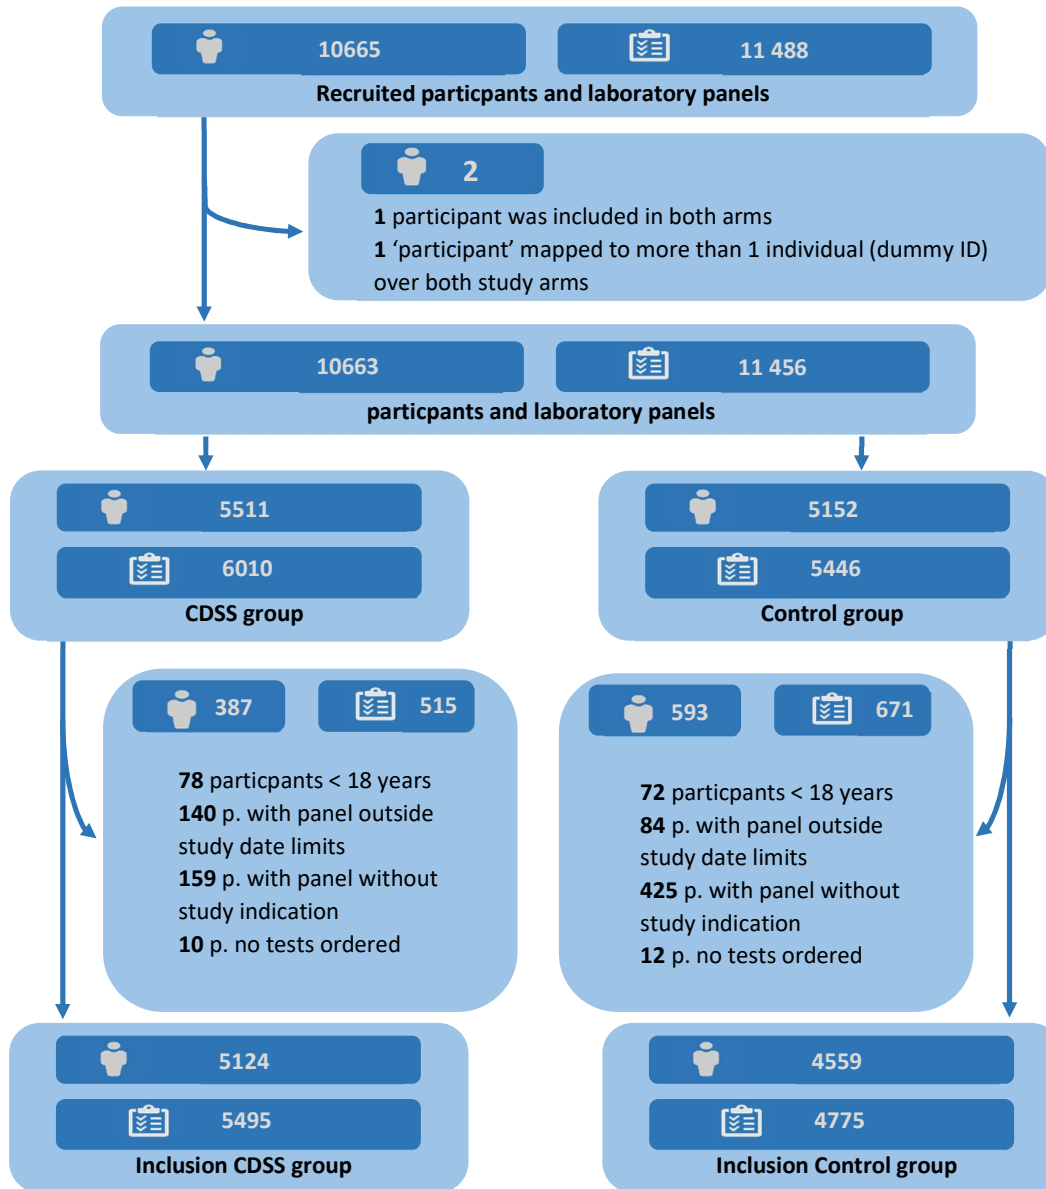 10665
11 488
Recruited particpants and laboratory panels
2
1 participant was included in both arms
1 ‘participant’ mapped to more than 1 individual (dummy ID)
over both study arms
10663
11 456
particpants and laboratory panels
5511
6010
CDSS group
5152
5446
Control group
387
515
78 particpants < 18 years
140 p. with panel outside
study date limits
159 p. with panel without
study indication
10 p. no tests ordered
593
671
72 particpants < 18 years
84 p. with panel outside
study date limits
425 p. with panel without
study indication
12 p. no tests ordered
5124
5495
Inclusion CDSS group
4559
4775
Inclusion Control group